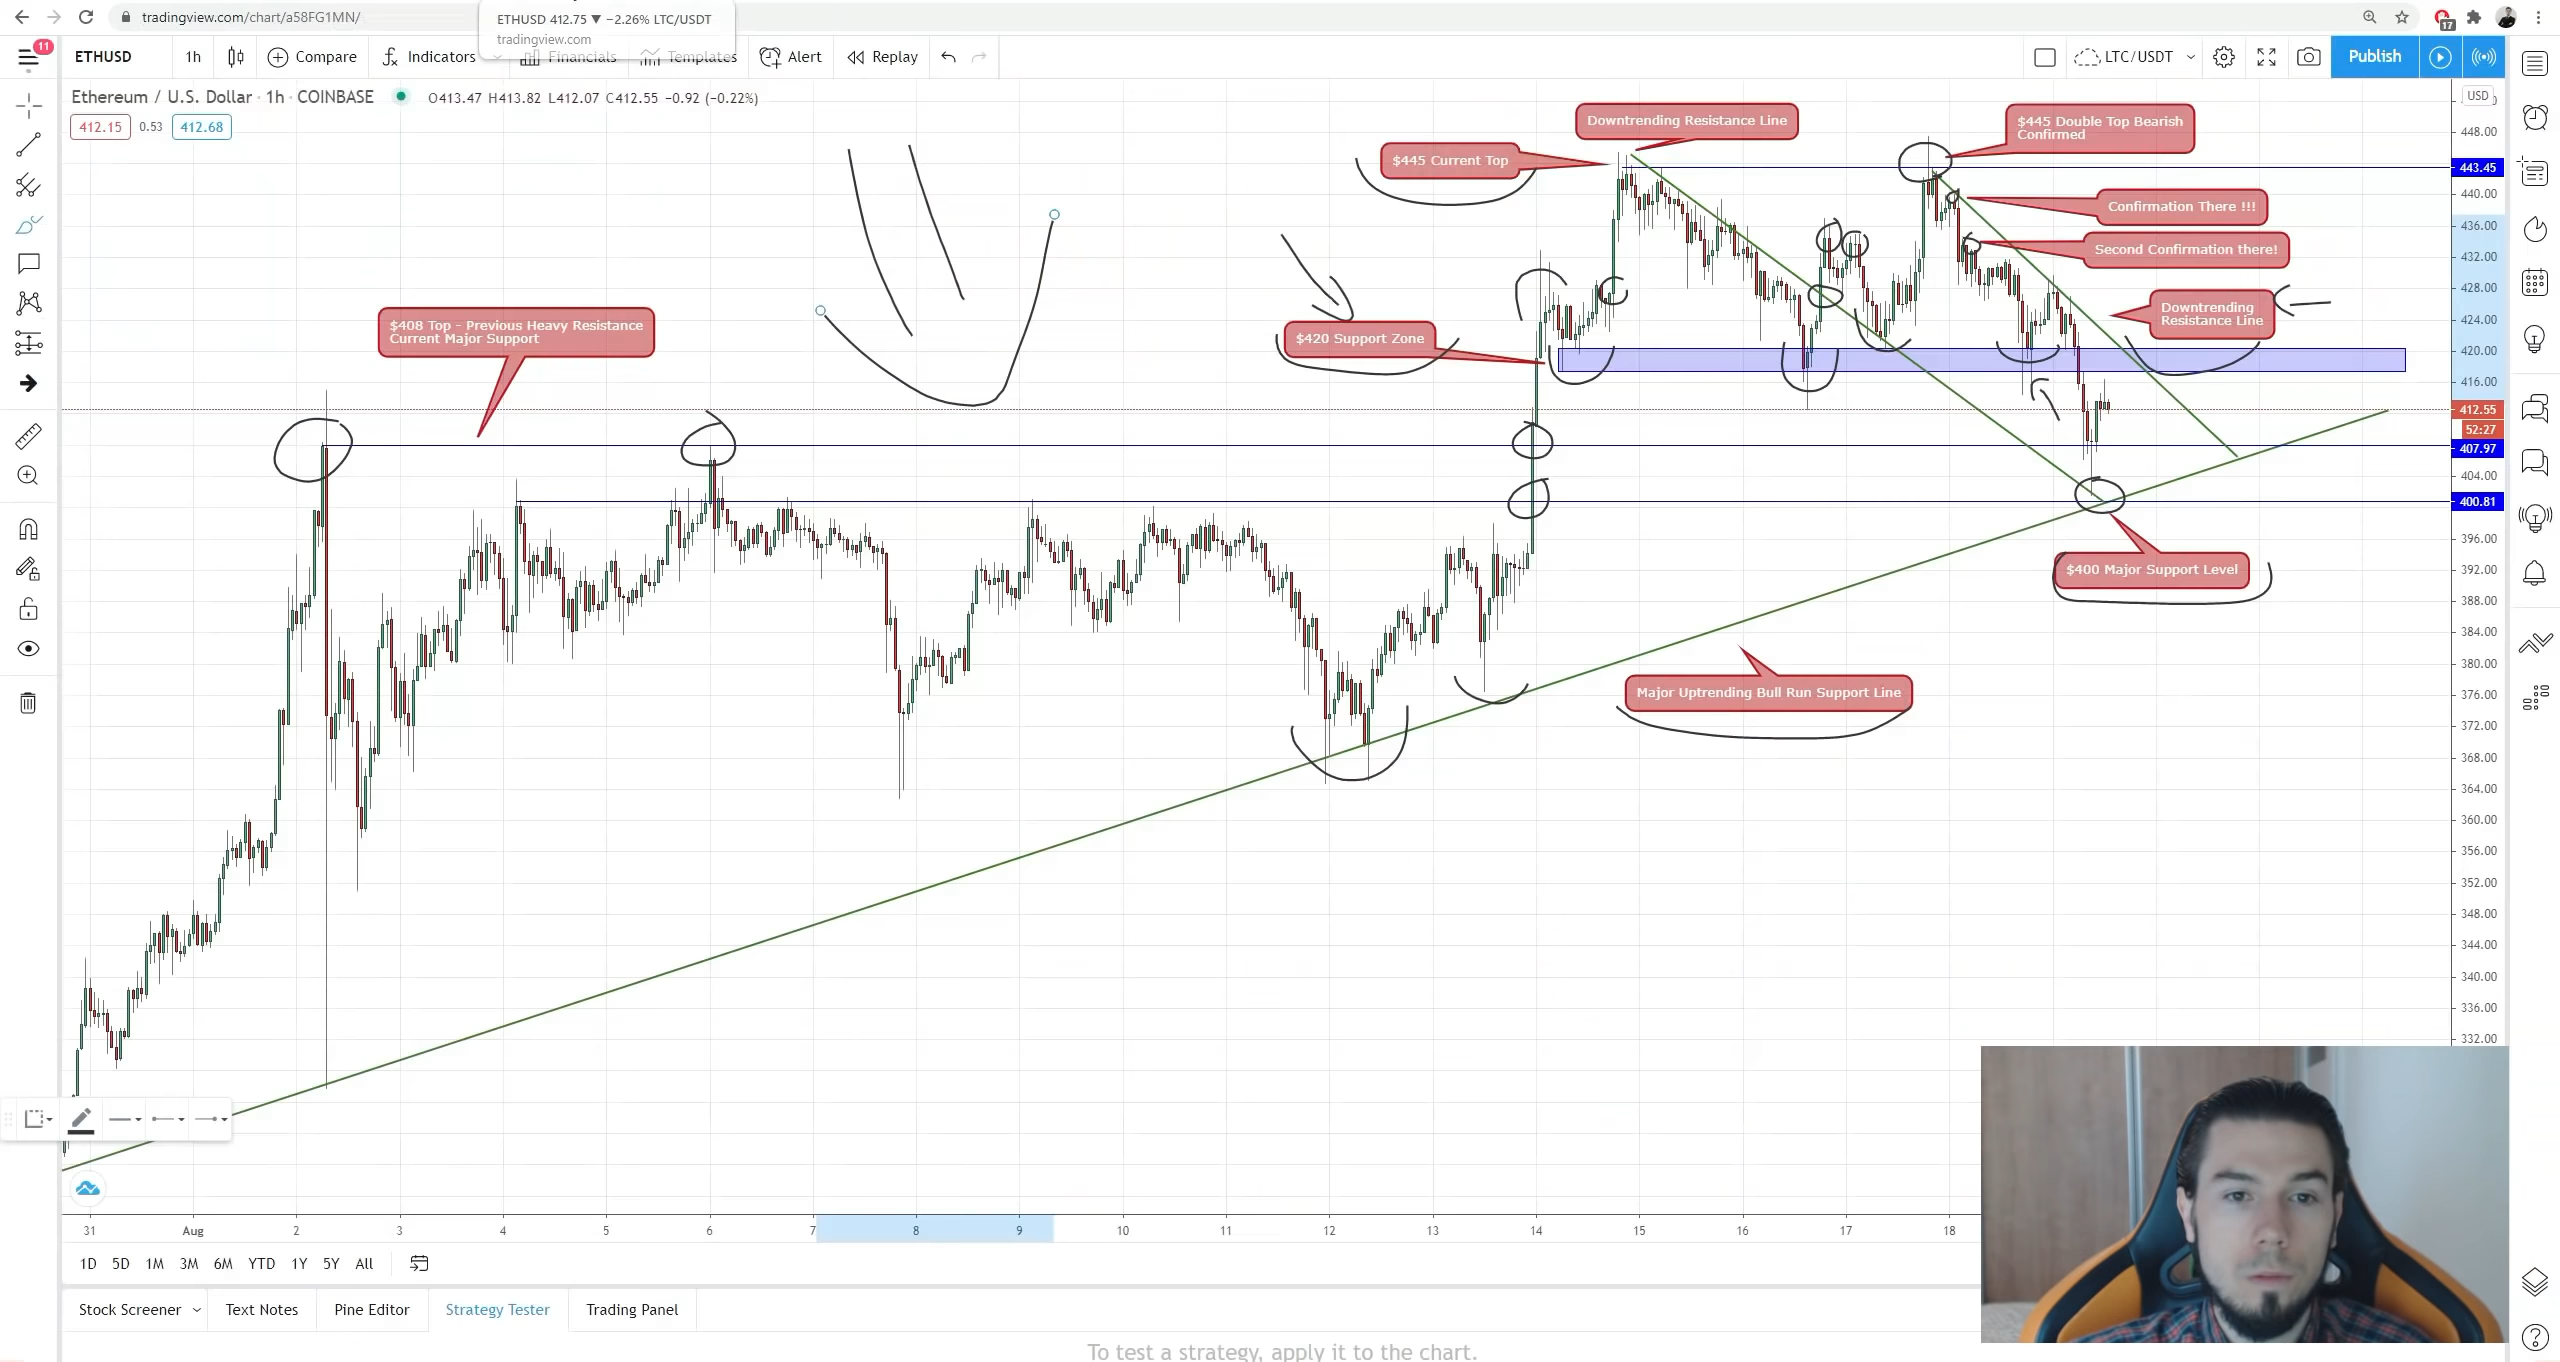 tradingview.com/chart/a58FG1MN/
ETHUSD 412.75 ▼ −2.26% LTC/USDT
tradingview.com
17
11
ETHUSD
1h
Compare
Indicators
Financials
Templates
Alert
Replay
LTC/USDT
Publish
Ethereum / U.S. Dollar · 1h · COINBASE
O413.47 H413.82 L412.07 C412.55 −0.92 (−0.22%)
412.15
0.53
412.68
USD
Downtrending Resistance Line
$445 Current Top
$445 Double Top Bearish
Confirmed
Confirmation There !!!
Second Confirmation there!
Downtrending
Resistance Line
$408 Top - Previous Heavy Resistance
Current Major Support
$420 Support Zone
$400 Major Support Level
Major Uptrending Bull Run Support Line
448.00
443.45
440.00
436.00
432.00
428.00
424.00
420.00
416.00
412.55
52:27
407.97
404.00
400.81
396.00
392.00
388.00
384.00
380.00
376.00
372.00
368.00
364.00
360.00
356.00
352.00
348.00
344.00
340.00
336.00
332.00
31
Aug
2
3
4
5
6
7
8
9
10
11
12
13
14
15
16
17
18
1D
5D
1M
3M
6M
YTD
1Y
5Y
All
Stock Screener
Text Notes
Pine Editor
Strategy Tester
Trading Panel
To test a strategy, apply it to the chart.